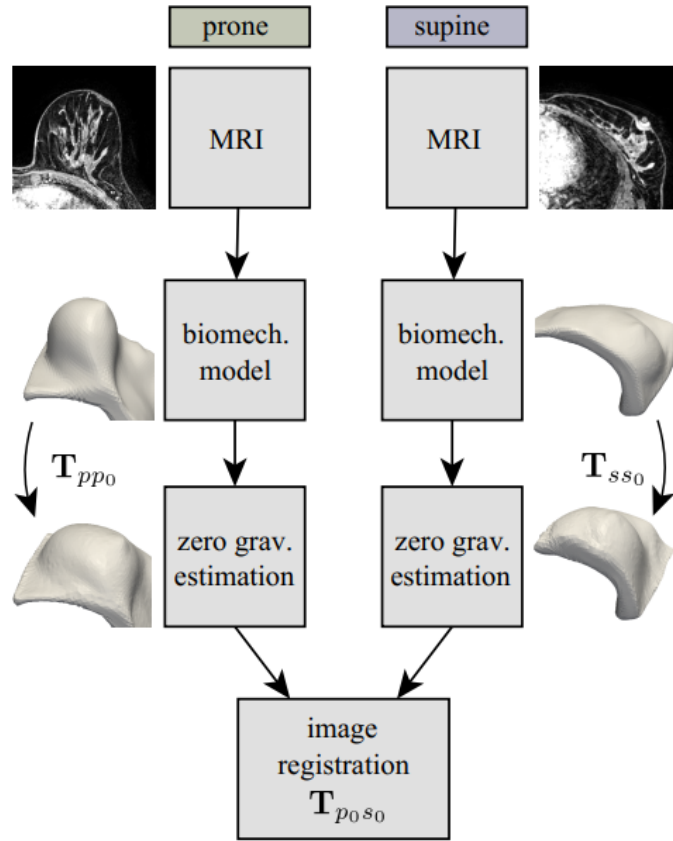 prone
supine
MRI
MRI
biomech.
model
biomech.
model
T_{pp_0}
T_{ss_0}
zero grav.
estimation
zero grav.
estimation
image
registration
T_{p_0s_0}